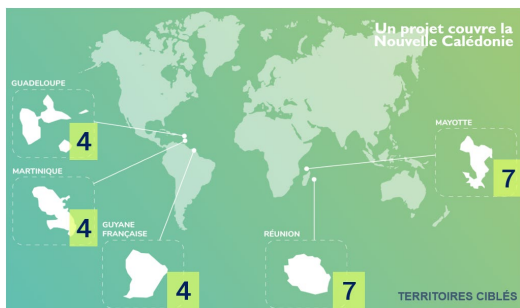 Un projet couvre la
Nouvelle Calédonie
GUADELOUPE
4
MARTINIQUE
4
GUYANE
FRANÇAISE
4
RÉUNION
7
MAYOTTE
7
TERRITOIRES CIBLÉS